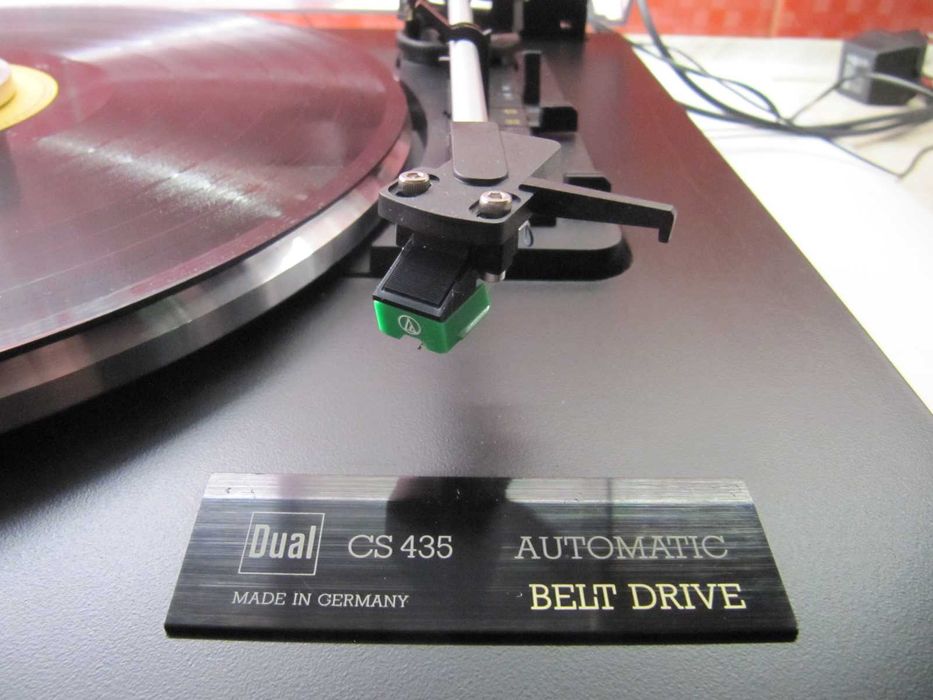 Dual CS 435 AUTOMATIC
MADE IN GERMANY BELT DRIVE